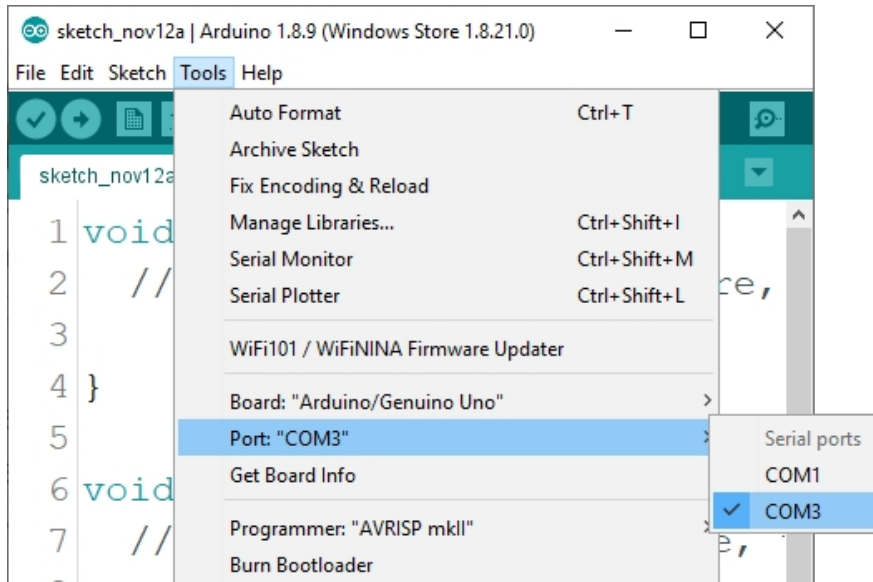 sketch_nov12a | Arduino 1.8.9 (Windows Store 1.8.21.0)
File Edit Sketch Tools Help
Auto Format Ctrl+T
Archive Sketch
sketch_nov12a
Fix Encoding & Reload
Manage Libraries... Ctrl+Shift+I
Serial Monitor Ctrl+Shift+M
Serial Plotter Ctrl+Shift+L
WiFi101 / WiFiNINA Firmware Updater
Board: "Arduino/Genuino Uno"
Port: "COM3"
Get Board Info
Programmer: "AVRISP mkII"
Burn Bootloader
Serial ports
COM1
COM3
1 void
2 // re,
3
4 }
5
6 void
7 // e,